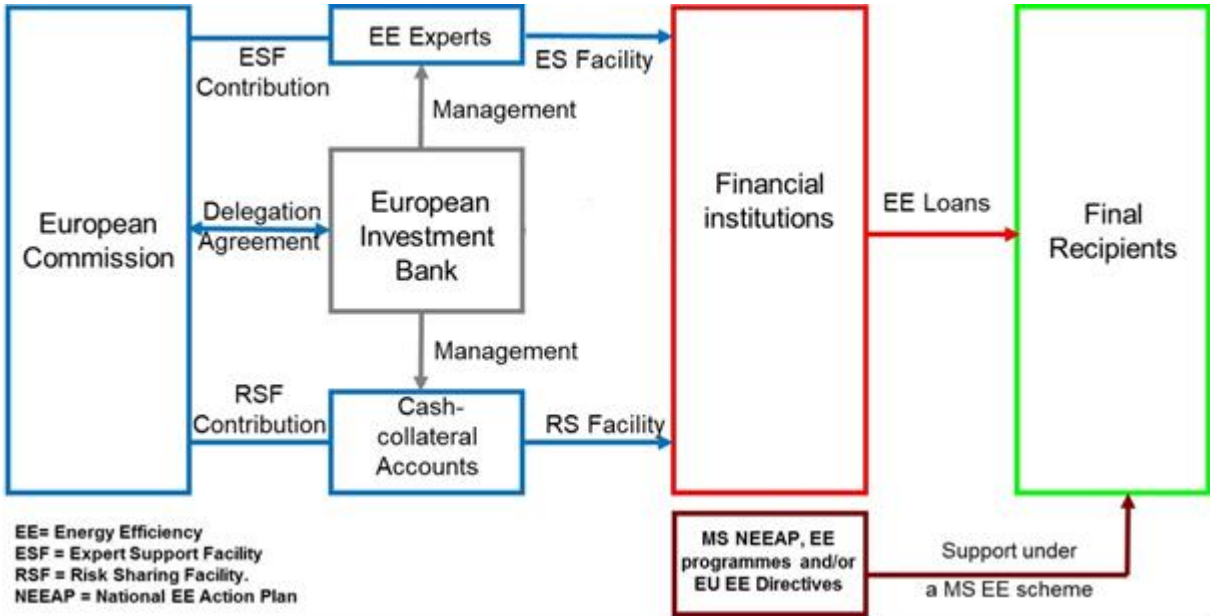 EE Experts
ESF
Contribution
ES Facility
Management
European
Commission
Delegation
Agreement
European
Investment
Bank
Financial
institutions
EE Loans
Final
Recipients
Management
RSF
Contribution
Cash-
collateral
Accounts
RS Facility
EE= Energy Efficiency
ESF = Expert Support Facility
RSF = Risk Sharing Facility.
NEEAP = National EE Action Plan
MS NEEAP, EE
programmes and/or
EU EE Directives
Support under
a MS EE scheme